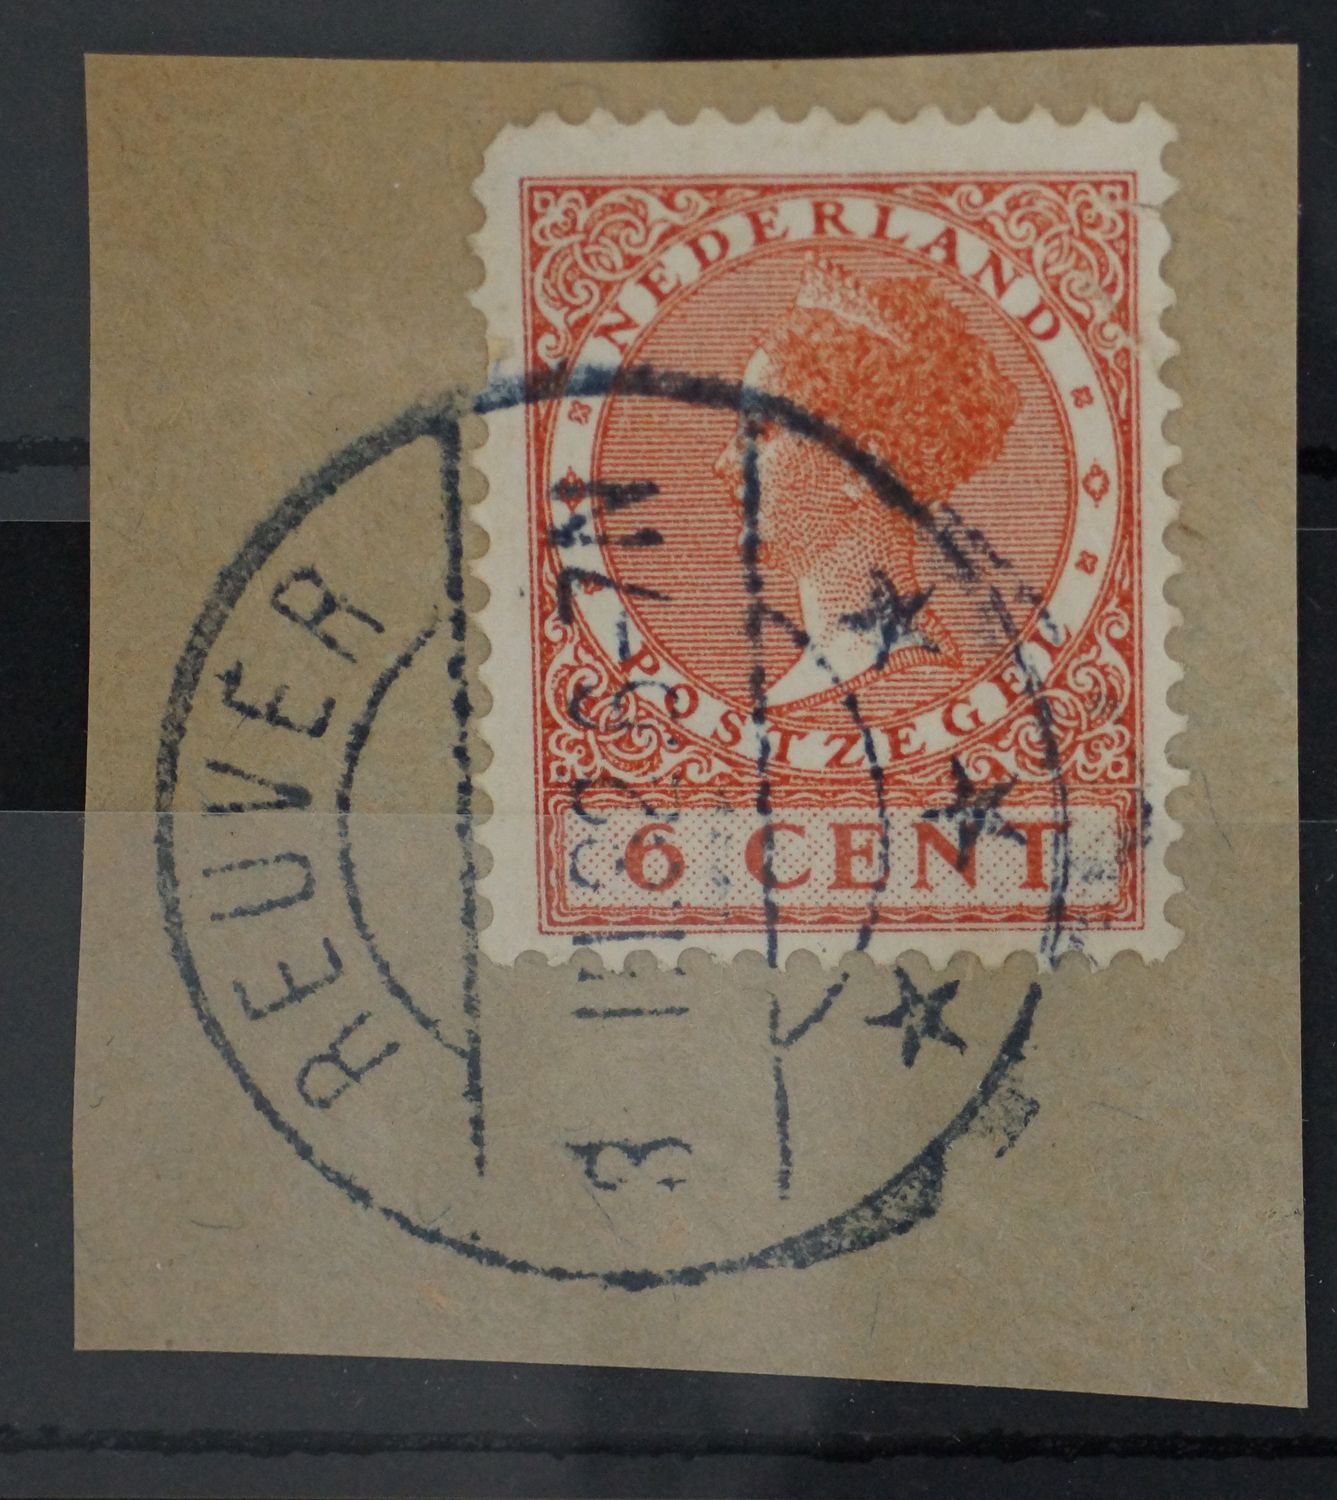 NEDERLAND
POSTZEGEL
6 CENT
REUVER